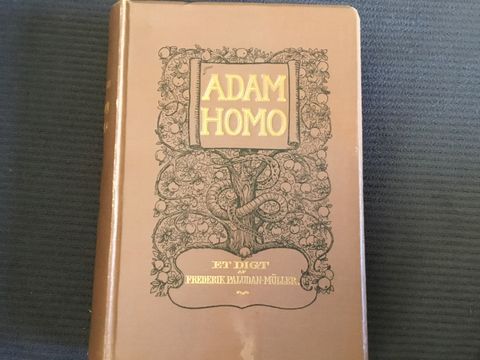 ADAM
HOMO
ET DIGT
AF
FREDERIK PALUDAN-MÜLLER.